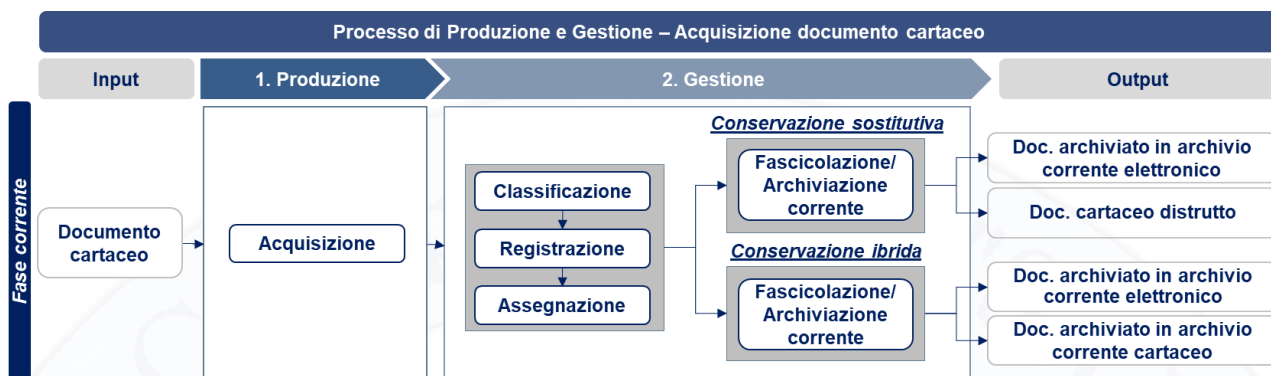 Processo di Produzione e Gestione – Acquisizione documento cartaceo
Input
1. Produzione
2. Gestione
Output
Fase corrente
Documento
cartaceo
Acquisizione
Classificazione
Registrazione
Assegnazione
Conservazione sostitutiva
Fascicolazione/
Archiviazione
corrente
Conservazione ibrida
Fascicolazione/
Archiviazione
corrente
Doc. archiviato in archivio
corrente elettronico
Doc. cartaceo distrutto
Doc. archiviato in archivio
corrente elettronico
Doc. archiviato in archivio
corrente cartaceo